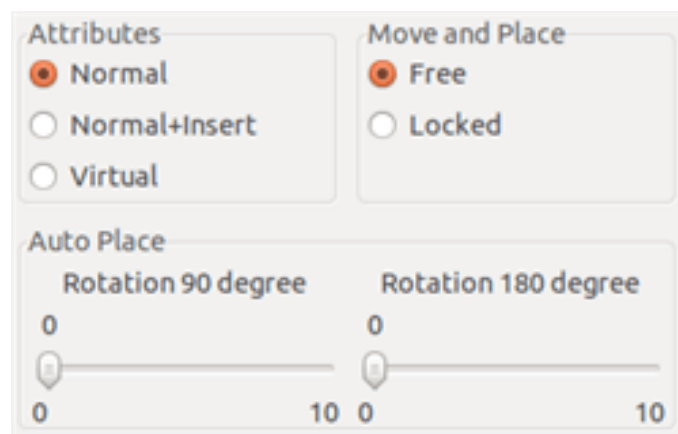 Attributes
Normal
Normal+Insert
Virtual
Move and Place
Free
Locked
Auto Place
Rotation 90 degree
0
0 10
Rotation 180 degree
0
0 10